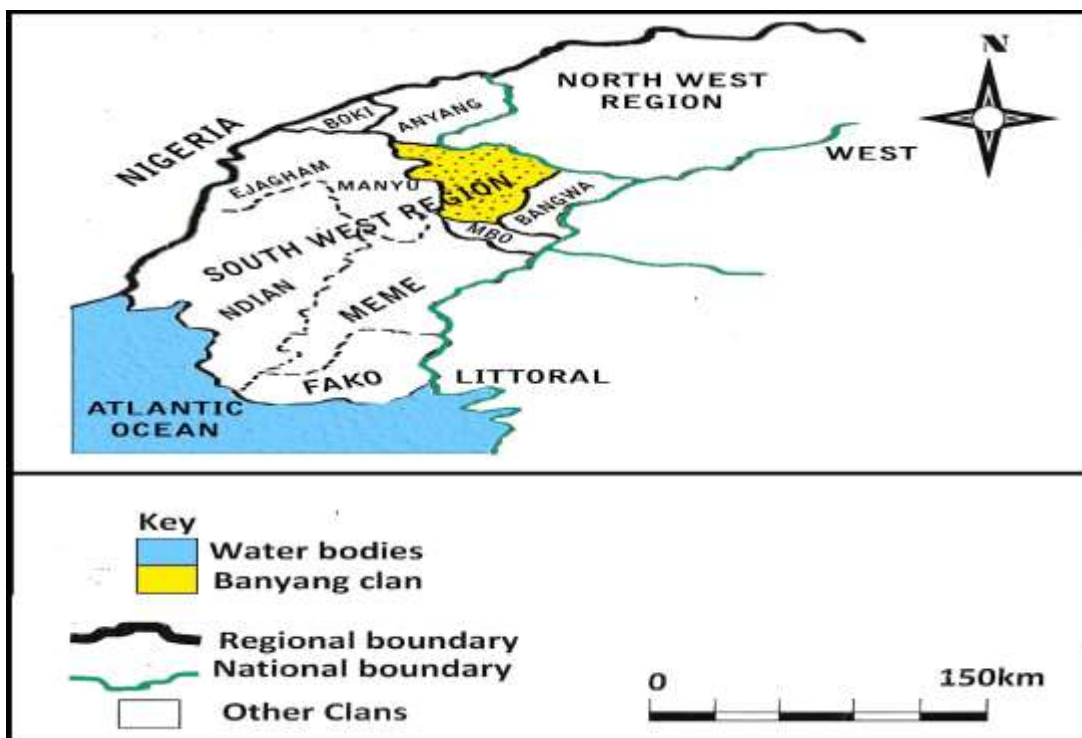 N
NORTH WEST
REGION
BOKI
ANYANG
NIGERIA
WEST
EJAGHAM
MANYU
SOUTH WEST REGION
BANGWA
MBO
NDIAN
MEME
FAKO
LITTORAL
ATLANTIC
OCEAN
Key
Water bodies
Banyang clan
Regional boundary
National boundary
Other Clans
0 150km